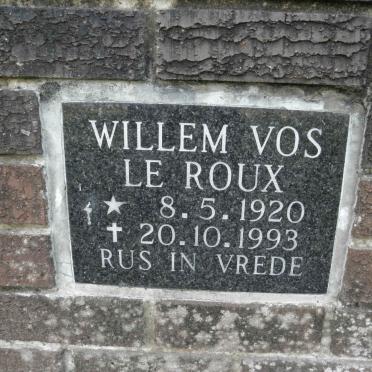 WILLEM VOS
LE ROUX
★ 8.5.1920
✝ 20.10.1993
RUS IN VREDE